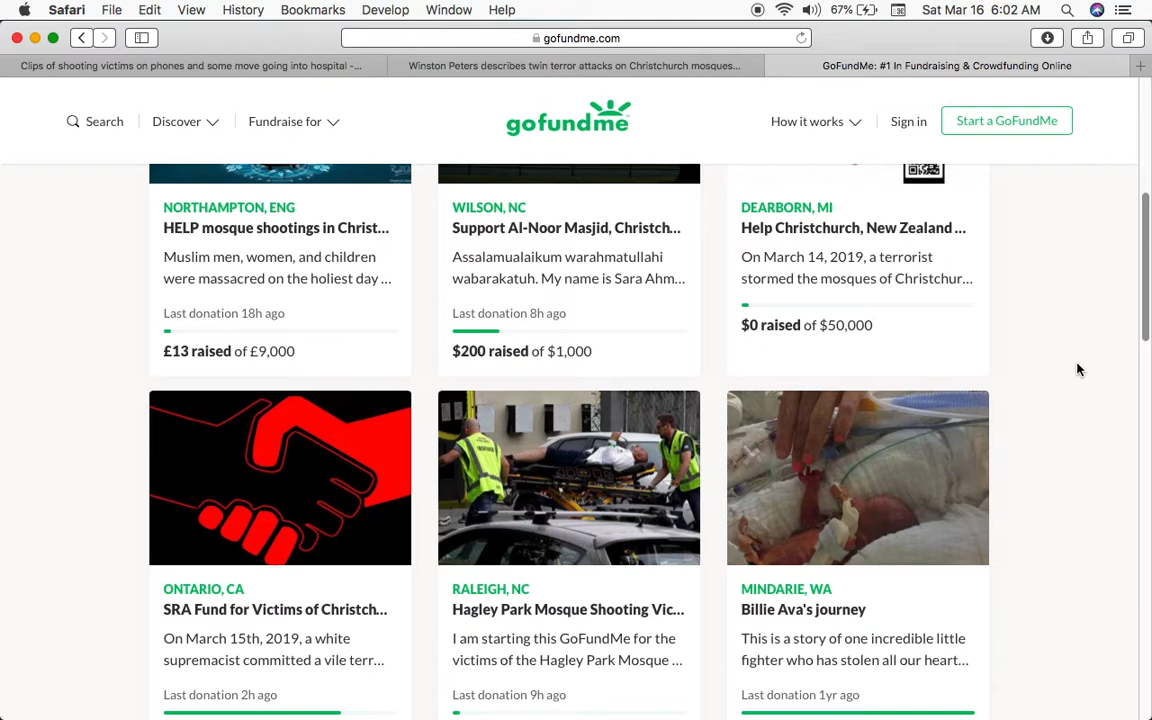 Safari File Edit View History Bookmarks Develop Window Help 67% Sat Mar 16 6:02 AM
gofundme.com
Clips of shooting victims on phones and some move going into hospital -... Winston Peters describes twin terror attacks on Christchurch mosques... GoFundMe: #1 In Fundraising & Crowdfunding Online
Search Discover Fundraise for gofundme How it works Sign in Start a GoFundMe
NORTHAMPTON, ENG
HELP mosque shootings in Christ...
Muslim men, women, and children
were massacred on the holiest day ...
Last donation 18h ago
£13 raised of £9,000
WILSON, NC
Support Al-Noor Masjid, Christch...
Assalamualaikum warahmatullahi
wabarakatuh. My name is Sara Ahm...
Last donation 8h ago
$200 raised of $1,000
DEARBORN, MI
Help Christchurch, New Zealand ...
On March 14, 2019, a terrorist
stormed the mosques of Christchur...
$0 raised of $50,000
ONTARIO, CA
SRA Fund for Victims of Christch...
On March 15th, 2019, a white
supremacist committed a vile terr...
Last donation 2h ago
RALEIGH, NC
Hagley Park Mosque Shooting Vic...
I am starting this GoFundMe for the
victims of the Hagley Park Mosque ...
Last donation 9h ago
MINDARIE, WA
Billie Ava's journey
This is a story of one incredible little
fighter who has stolen all our heart...
Last donation 1yr ago